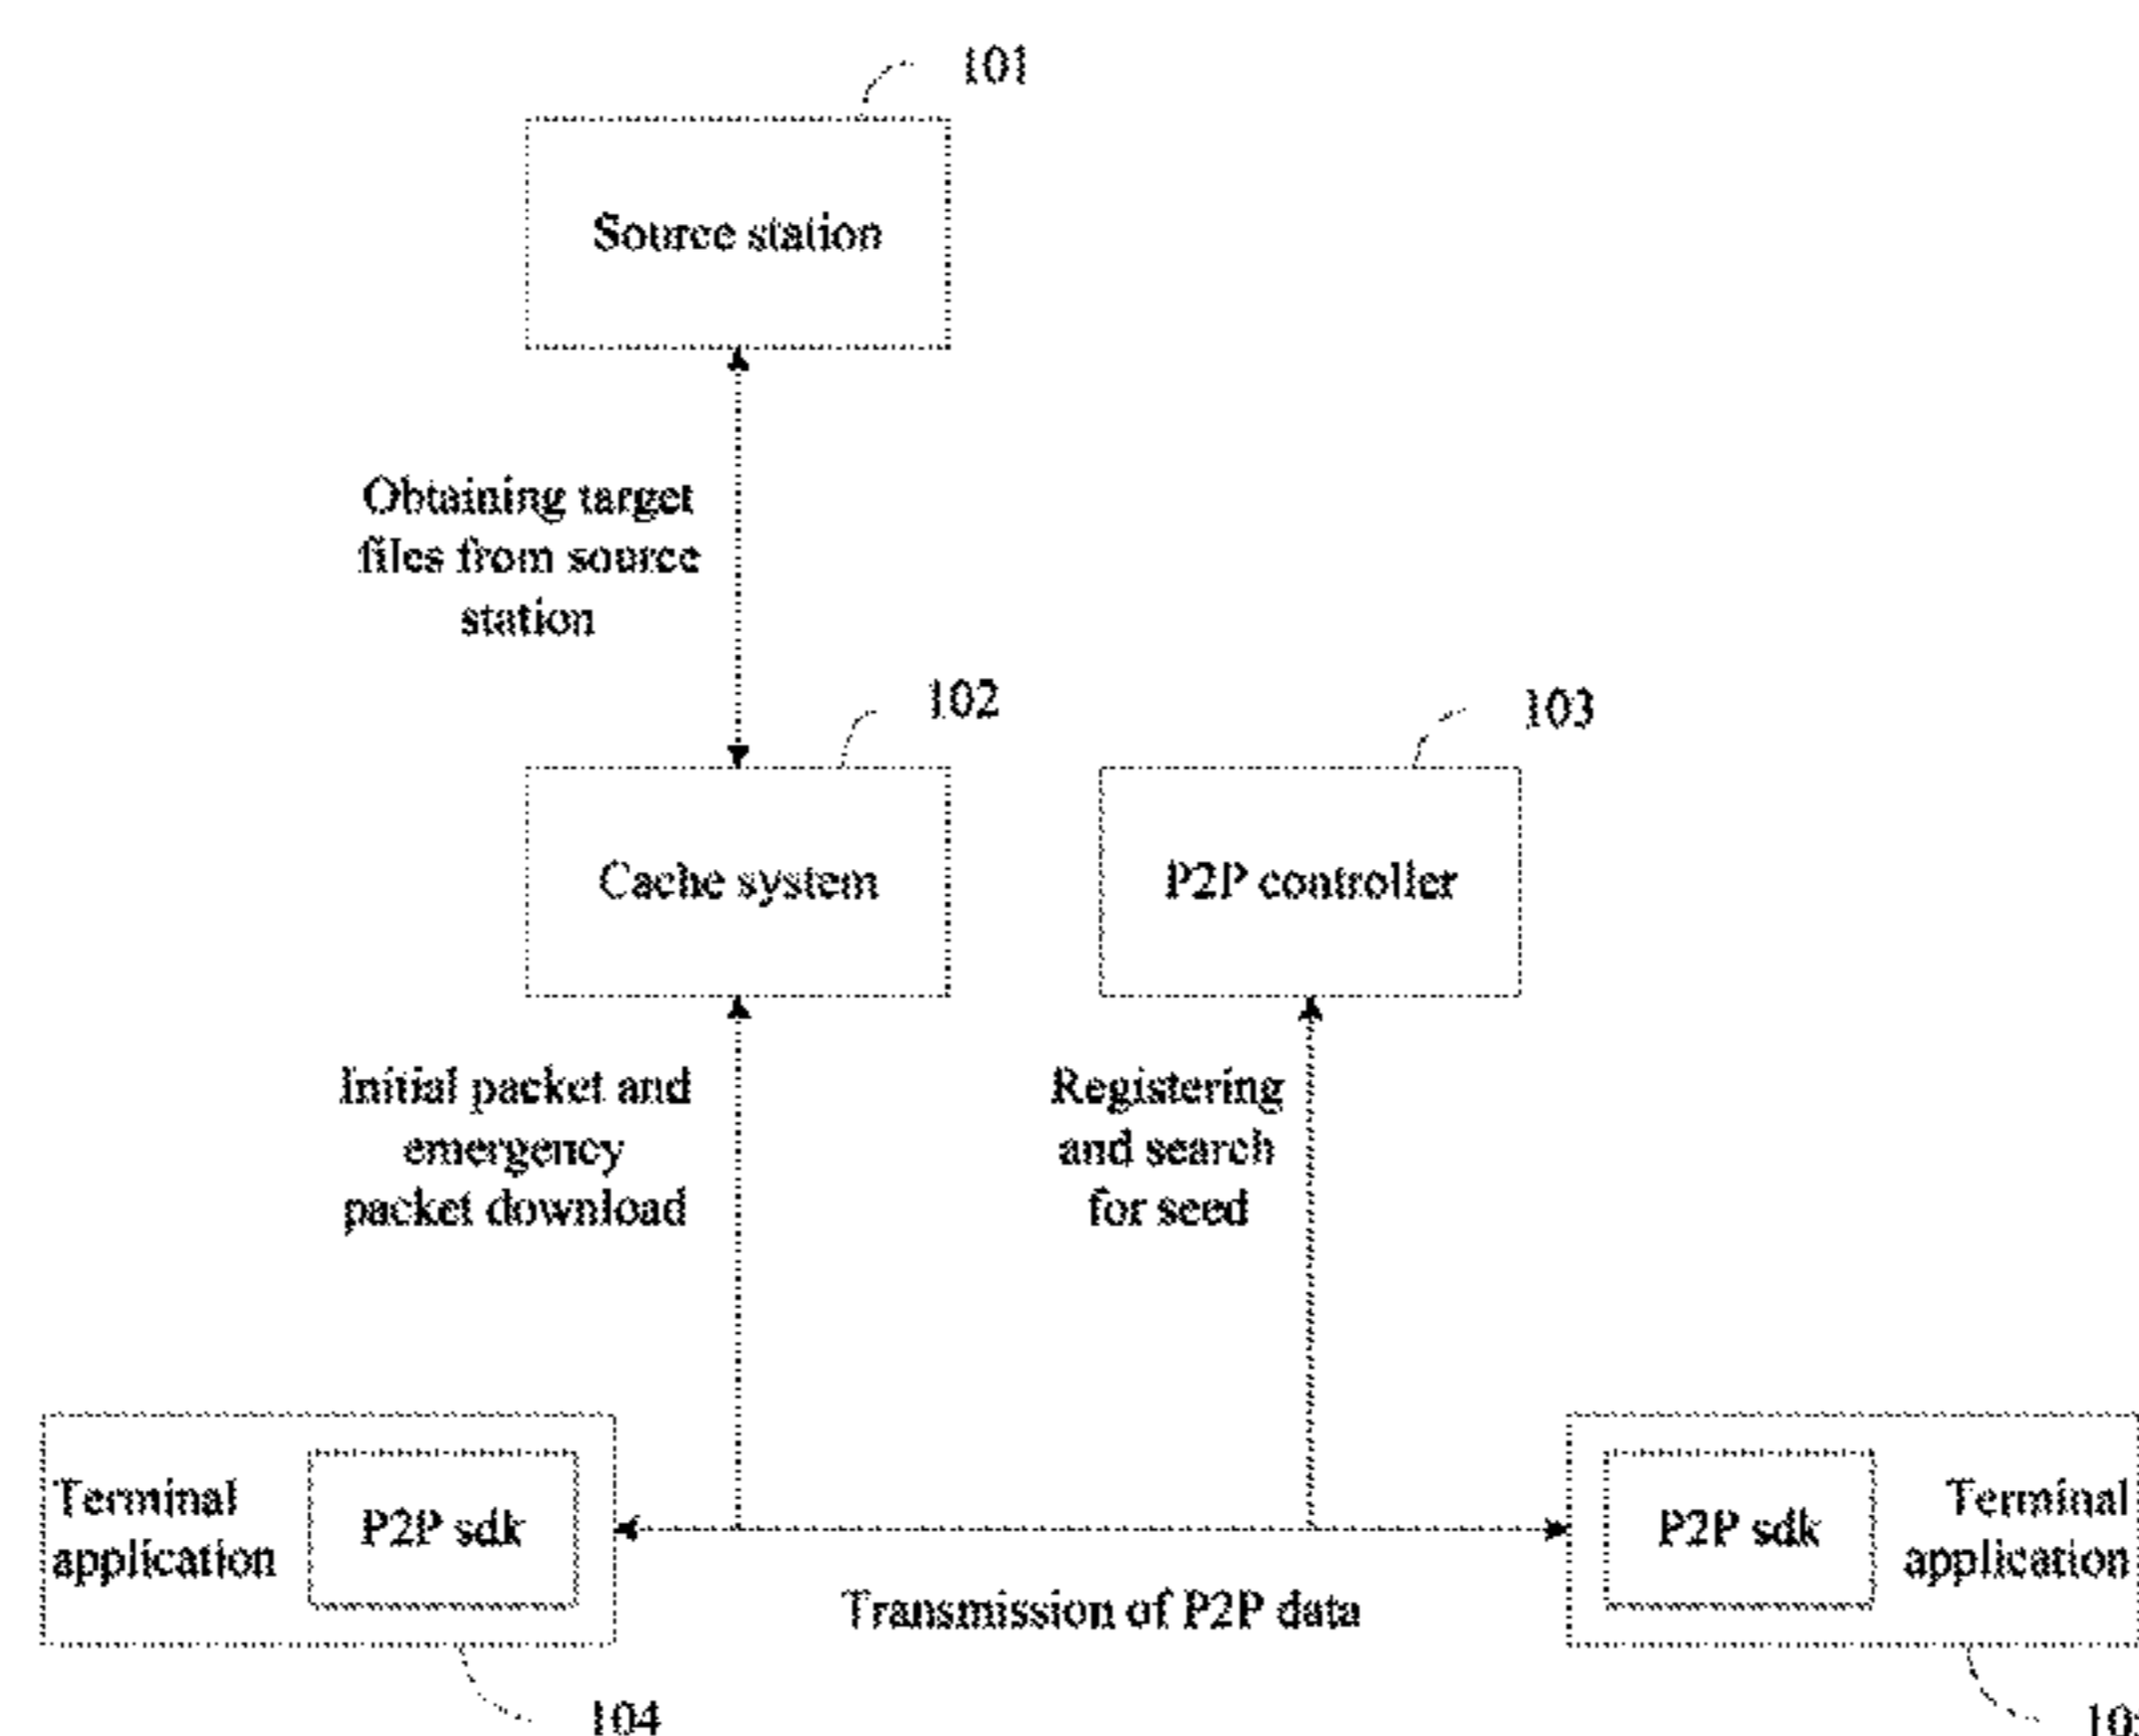 101
Source station
Obtaining target
files from source
station
102
103
Cache system
P2P controller
Initial packet and
emergency
packet download
Registering
and search
for seed
Terminal
application
P2P sdk
P2P sdk
Terminal
application
Transmission of P2P data
104